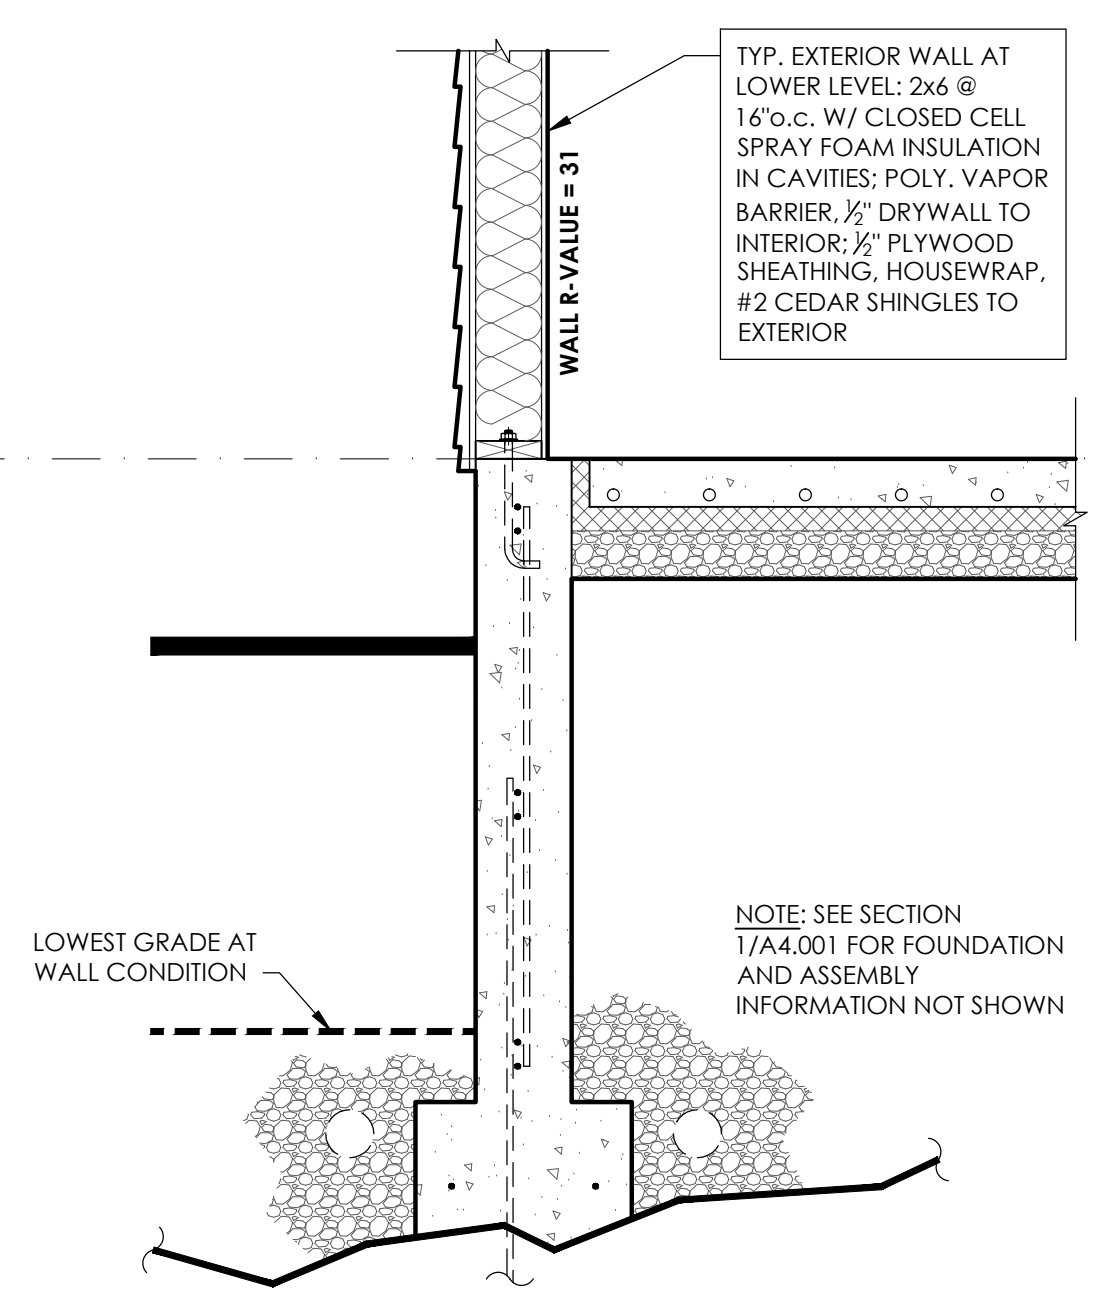 TYP. EXTERIOR WALL AT
LOWER LEVEL: 2x6 @
16"o.c. W/ CLOSED CELL
SPRAY FOAM INSULATION
IN CAVITIES; POLY. VAPOR
BARRIER, ½" DRYWALL TO
INTERIOR; ½" PLYWOOD
SHEATHING, HOUSEWRAP,
#2 CEDAR SHINGLES TO
EXTERIOR
WALL R-VALUE = 31
LOWEST GRADE AT
WALL CONDITION
NOTE: SEE SECTION
1/A4.001 FOR FOUNDATION
AND ASSEMBLY
INFORMATION NOT SHOWN